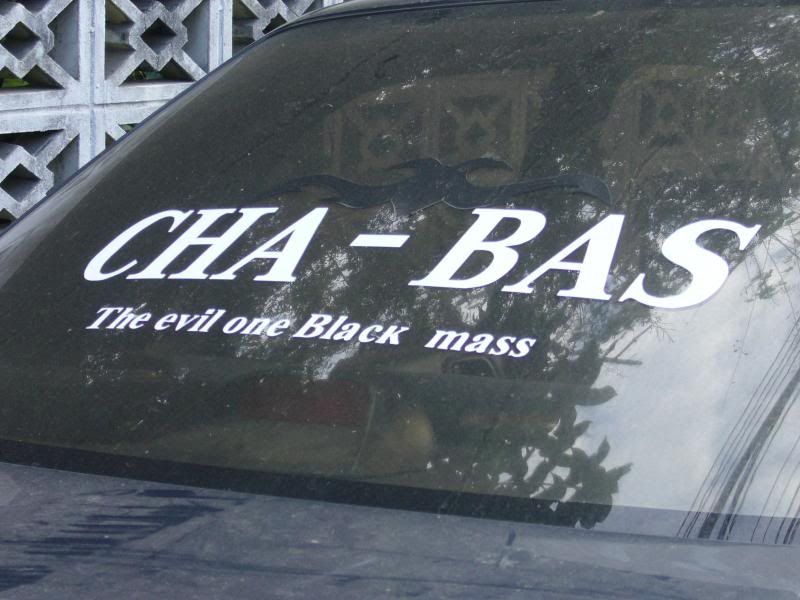 CHA - BAS
The evil one Black mass